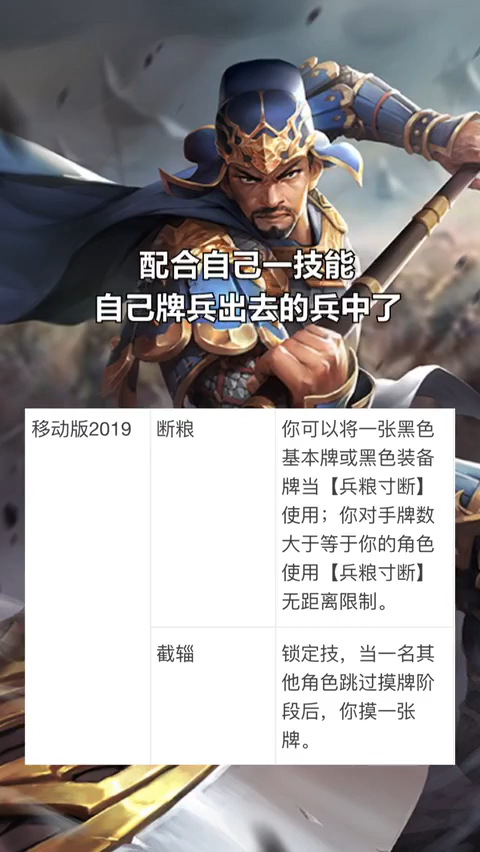 配合自己一技能
自己牌兵出去的兵中了
移动版2019
断粮
你可以将一张黑色
基本牌或黑色装备
牌当【兵粮寸断】
使用；你对手牌数
大于等于你的角色
使用【兵粮寸断】
无距离限制。
截辎
锁定技，当一名其
他角色跳过摸牌阶
段后，你摸一张
牌。